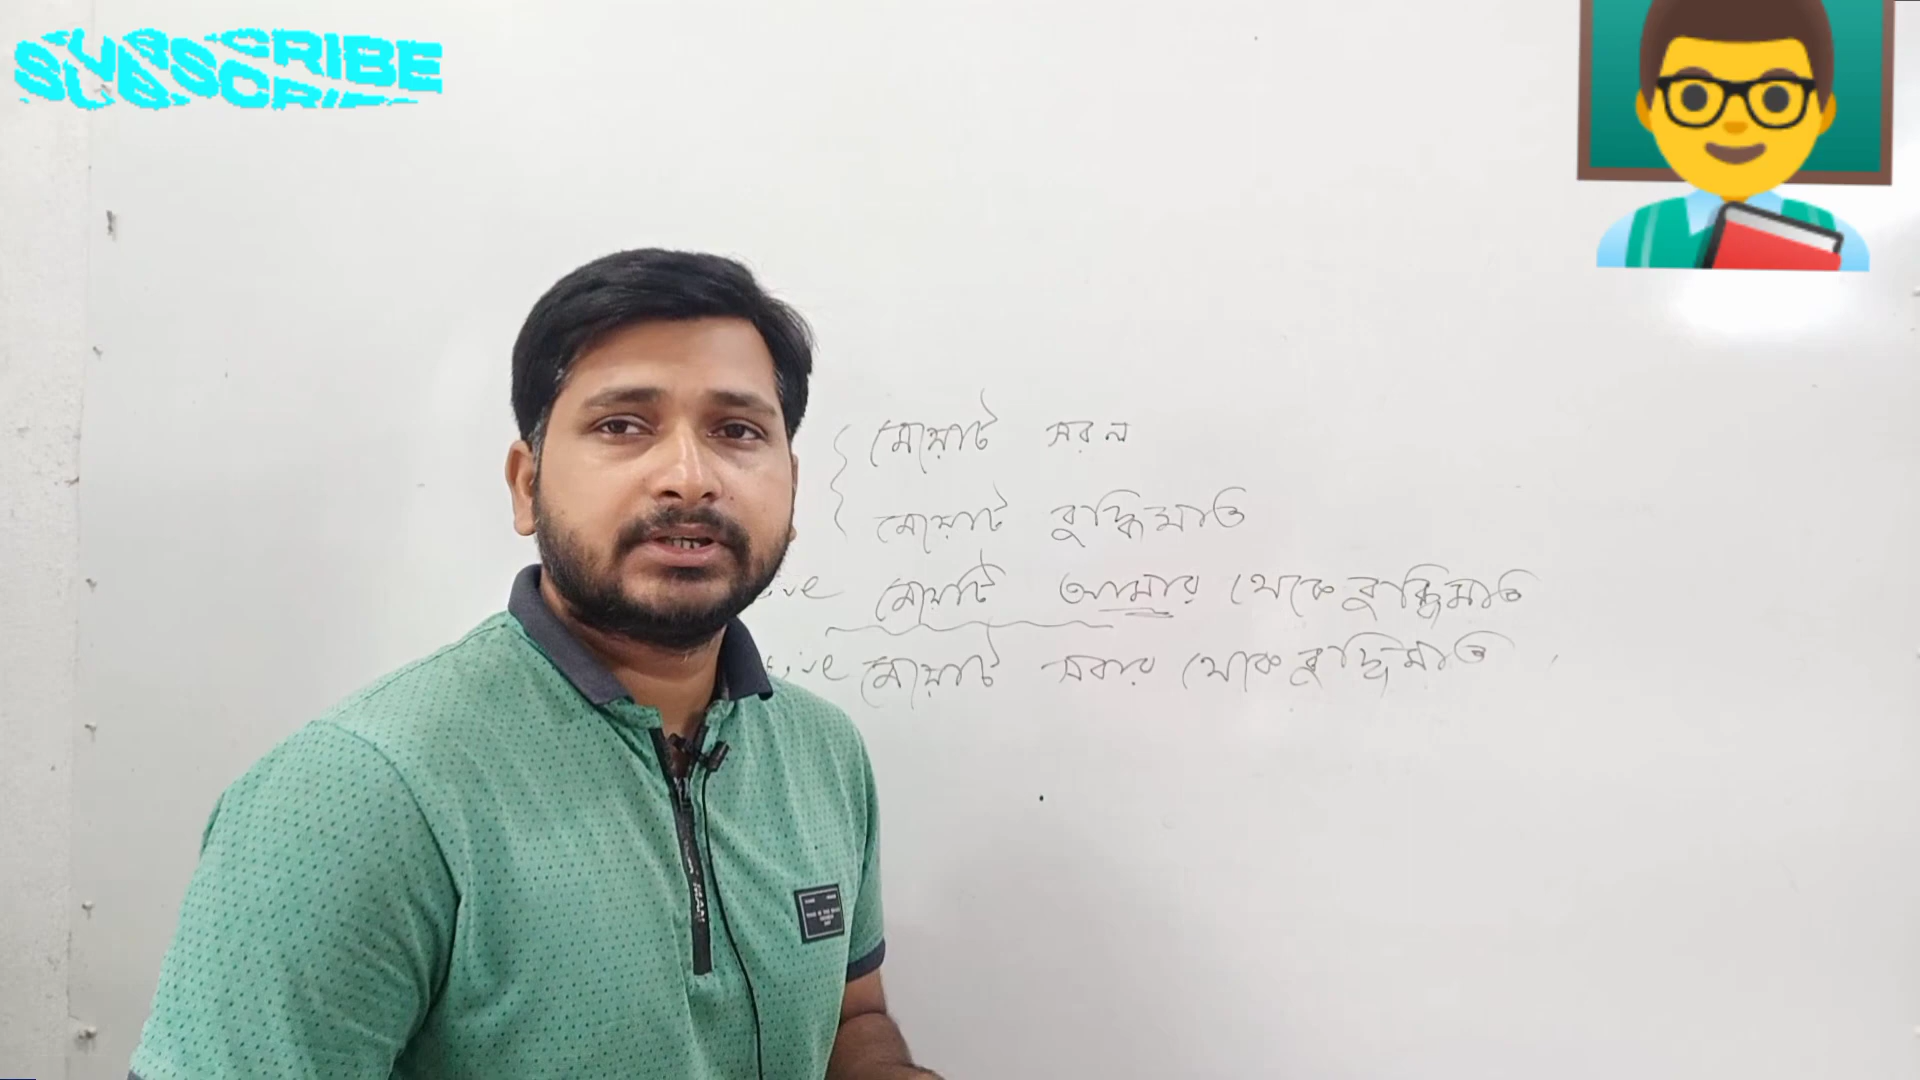 SUBSCRIBE
মেয়েটি সরল
মেয়েটি বুদ্ধিমতি
মেয়েটি আমার থেকে বুদ্ধিমতি
মেয়েটি সবার থেকে বুদ্ধিমতি